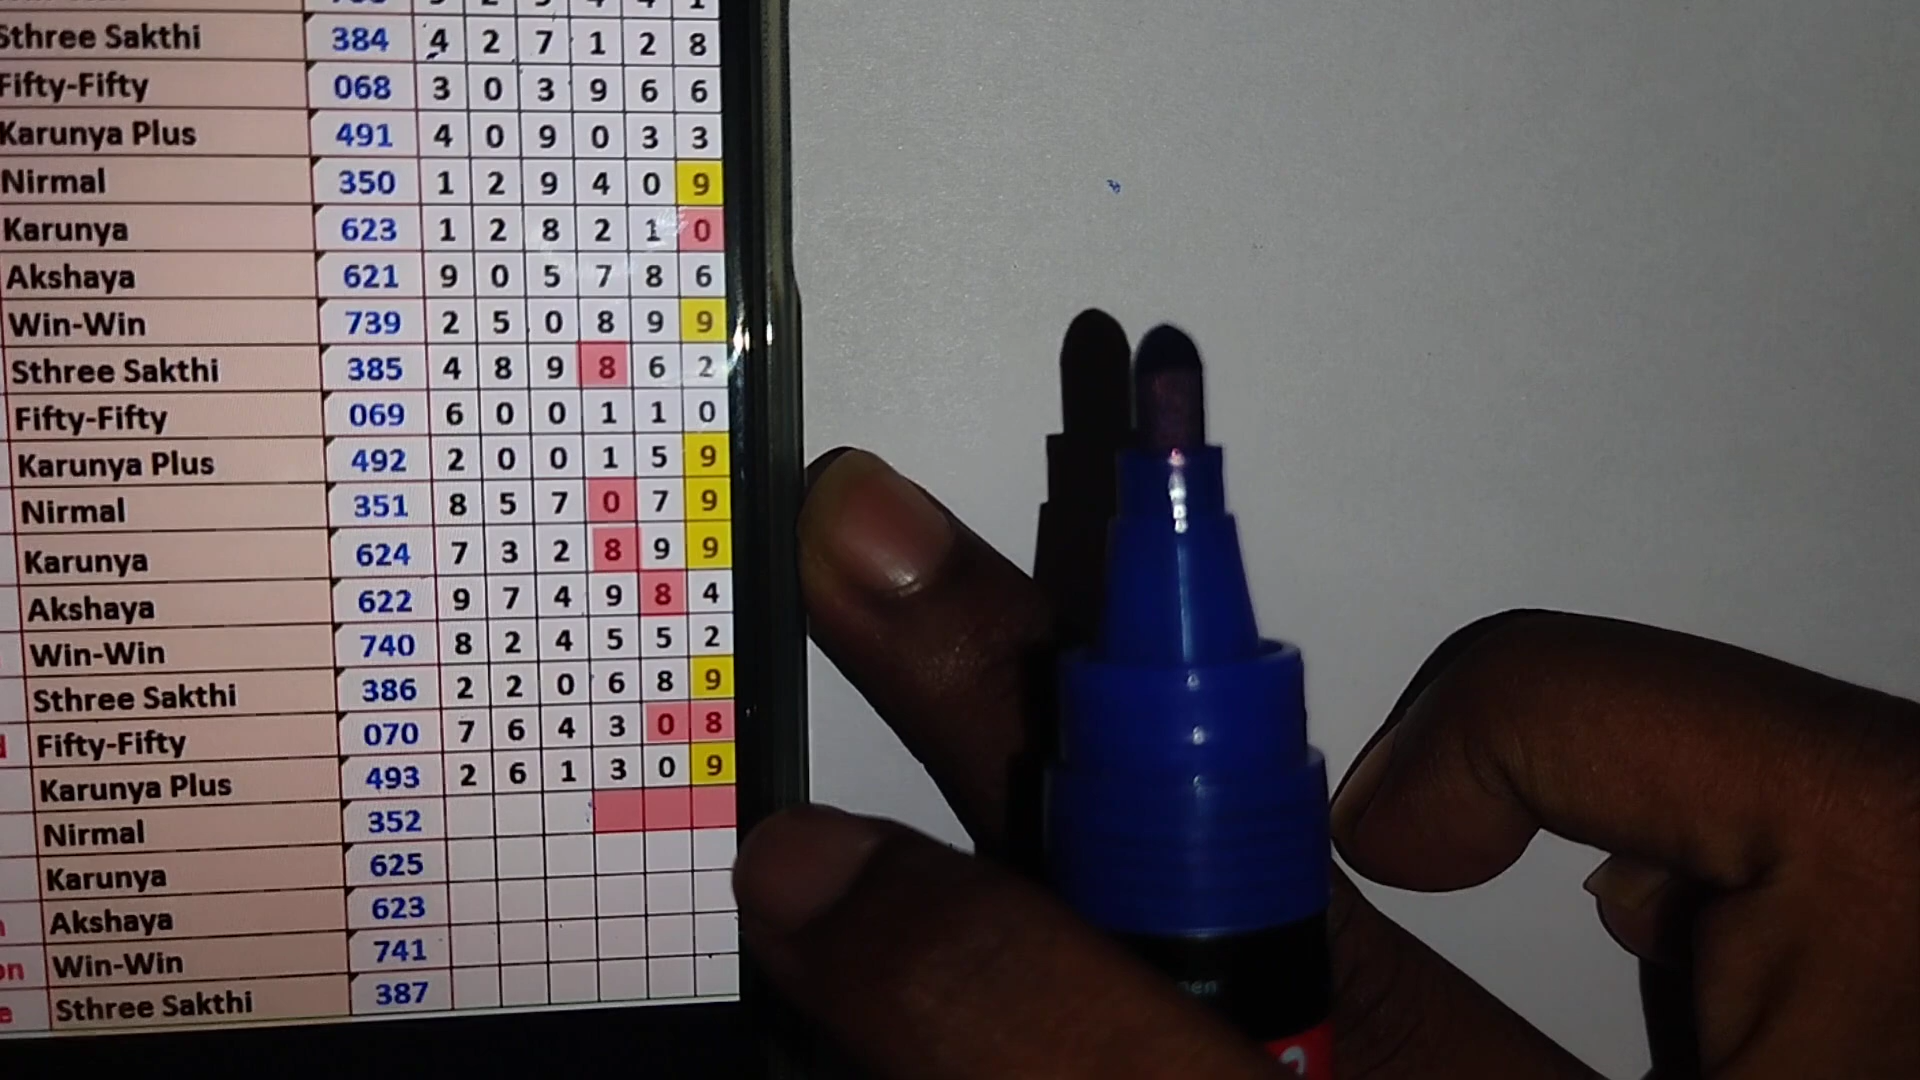 Sthree Sakthi 384 4 2 7 1 2 8
Fifty-Fifty 068 3 0 3 9 6 6
Karunya Plus 491 4 0 9 0 3 3
Nirmal 350 1 2 9 4 0 9
Karunya 623 1 2 8 2 1 0
Akshaya 621 9 0 5 7 8 6
Win-Win 739 2 5 0 8 9 9
Sthree Sakthi 385 4 8 9 8 6 2
Fifty-Fifty 069 6 0 0 1 1 0
Karunya Plus 492 2 0 0 1 5 9
Nirmal 351 8 5 7 0 7 9
Karunya 624 7 3 2 8 9 9
Akshaya 622 9 7 4 9 8 4
Win-Win 740 8 2 4 5 5 2
Sthree Sakthi 386 2 2 0 6 8 9
Fifty-Fifty 070 7 6 4 3 0 8
Karunya Plus 493 2 6 1 3 0 9
Nirmal 352
Karunya 625
Akshaya 623
Win-Win 741
Sthree Sakthi 387